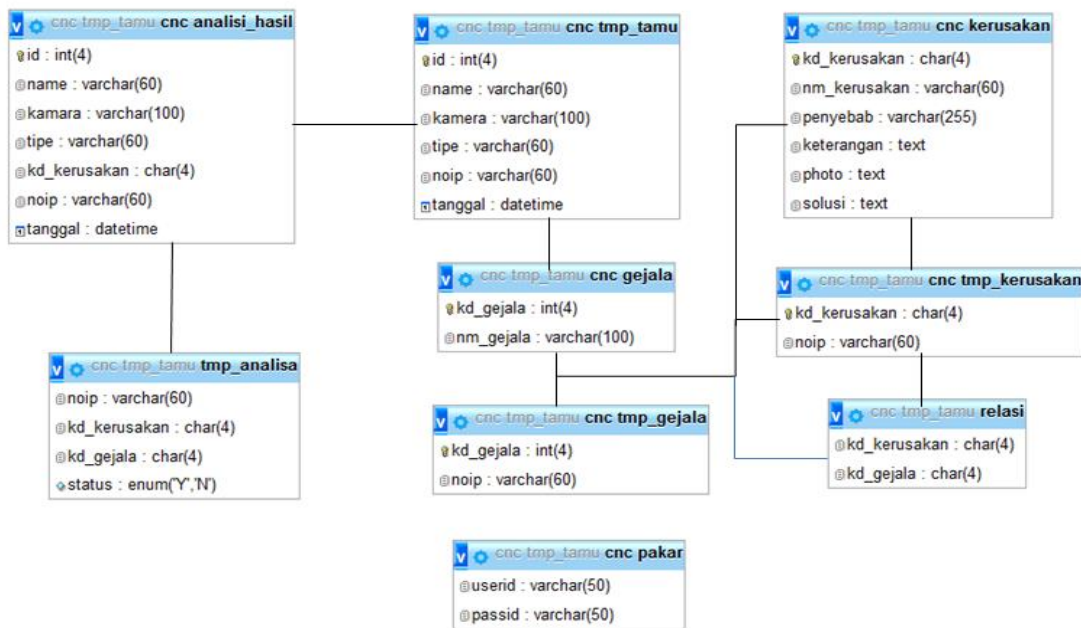 v cnc tmp_tamu cnc analisi_hasil
id : int(4)
name : varchar(60)
kamara : varchar(100)
tipe : varchar(60)
kd_kerusakan : char(4)
noip : varchar(60)
tanggal : datetime
v cnc tmp_tamu cnc tmp_tamu
id : int(4)
name : varchar(60)
kamera : varchar(100)
tipe : varchar(60)
noip : varchar(60)
tanggal : datetime
v cnc tmp_tamu cnc kerusakan
kd_kerusakan : char(4)
nm_kerusakan : varchar(60)
penyebab : varchar(255)
keterangan : text
photo : text
solusi : text
v cnc tmp_tamu cnc gejala
kd_gejala : int(4)
nm_gejala : varchar(100)
v cnc tmp_tamu cnc tmp_kerusakan
kd_kerusakan : char(4)
noip : varchar(60)
v cnc tmp_tamu tmp_analisa
noip : varchar(60)
kd_kerusakan : char(4)
kd_gejala : char(4)
status : enum('Y','N')
v cnc tmp_tamu cnc tmp_gejala
kd_gejala : int(4)
noip : varchar(60)
v cnc tmp_tamu relasi
kd_kerusakan : char(4)
kd_gejala : char(4)
v cnc tmp_tamu cnc pakar
userid : varchar(50)
passid : varchar(50)